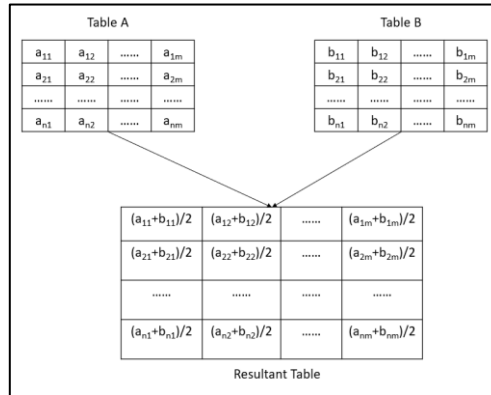 Table A Table B
a11 a12 ...... a1m b11 b12 ...... b1m
a21 a22 ...... a2m b21 b22 ...... b2m
...... ...... ...... ...... ...... ...... ...... ......
an1 an2 ...... anm bn1 bn2 ...... bnm
(a11+b11)/2 (a12+b12)/2 ...... (a1m+b1m)/2
(a21+b21)/2 (a22+b22)/2 ...... (a2m+b2m)/2
...... ...... ...... ......
(an1+bn1)/2 (an2+bn2)/2 ...... (anm+bnm)/2
Resultant Table